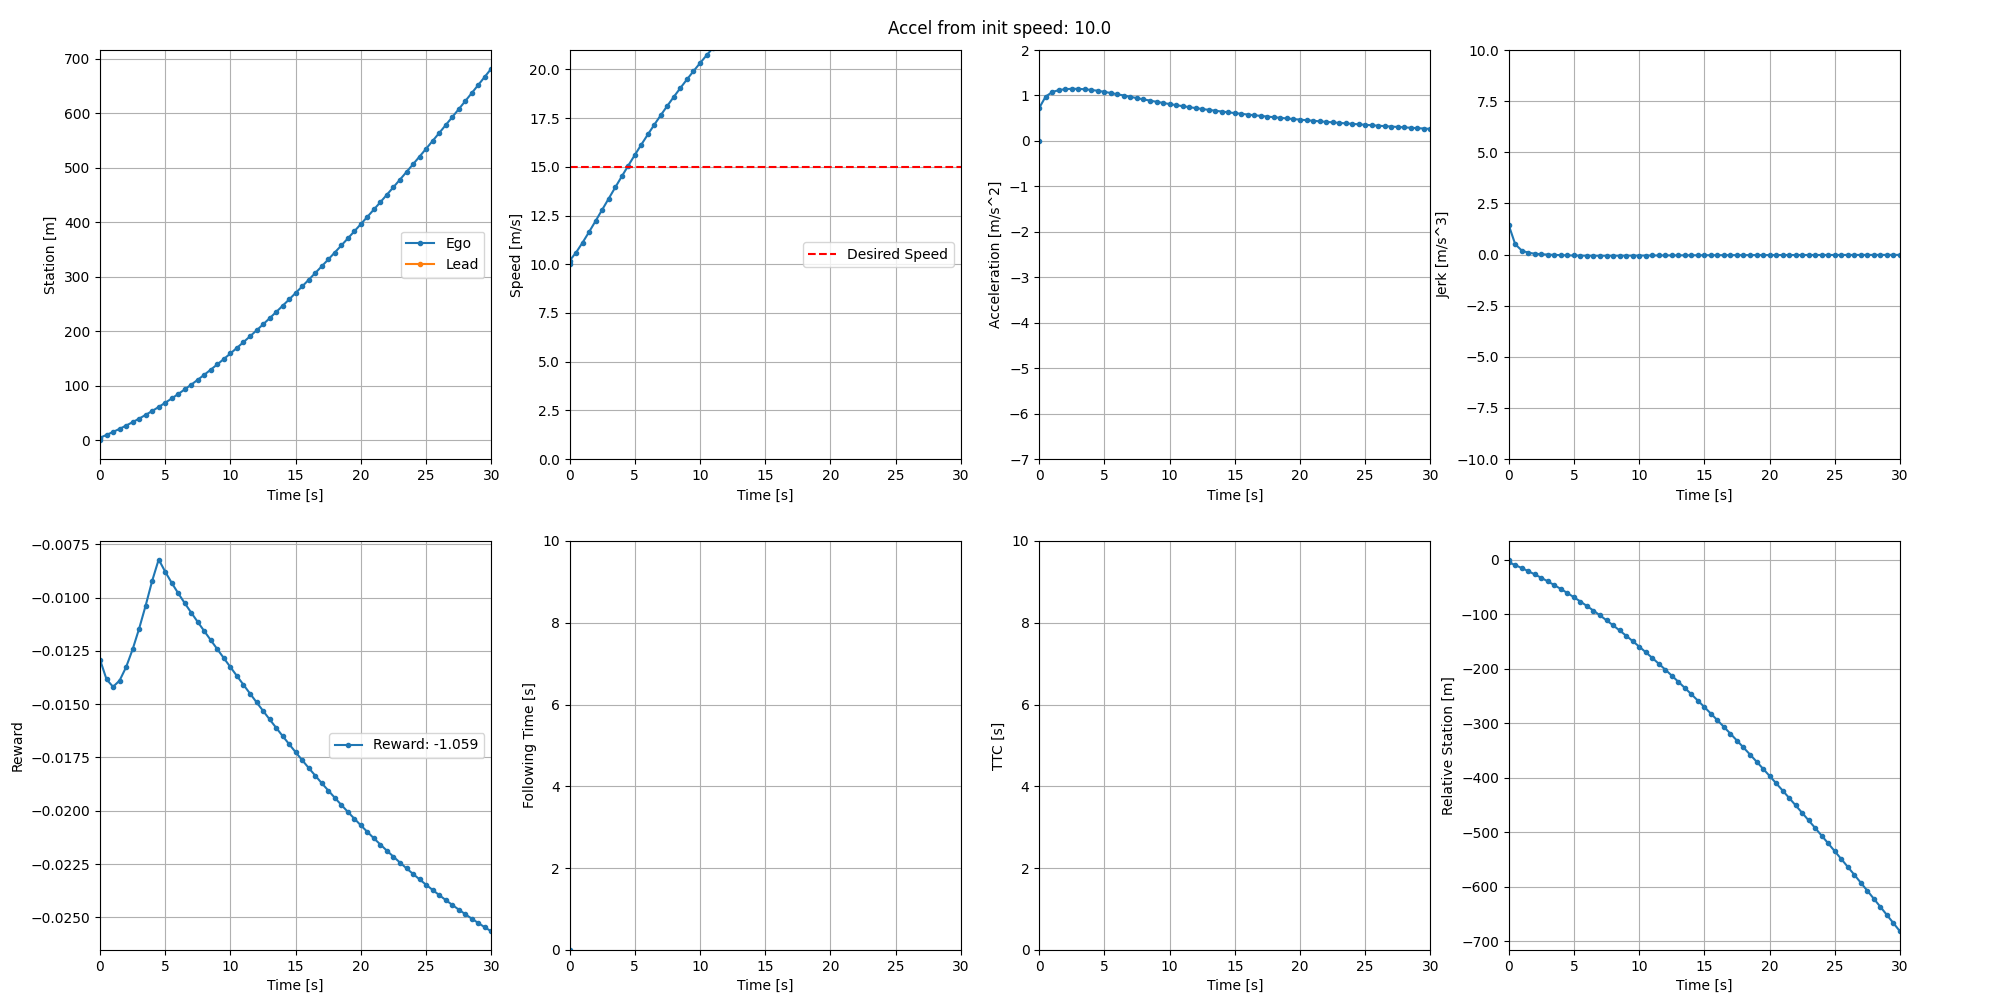 Accel from init speed: 10.0
Station [m]
700
600
500
400
300
200
100
0
0 5 10 15 20 25 30
Time [s]
Ego
Lead
Speed [m/s]
20.0
17.5
15.0
12.5
10.0
7.5
5.0
2.5
0.0
0 5 10 15 20 25 30
Time [s]
Desired Speed
Acceleration [m/s^2]
2
1
0
−1
−2
−3
−4
−5
−6
−7
0 5 10 15 20 25 30
Time [s]
Jerk [m/s^3]
10.0
7.5
5.0
2.5
0.0
−2.5
−5.0
−7.5
−10.0
0 5 10 15 20 25 30
Time [s]
Reward
−0.0075
−0.0100
−0.0125
−0.0150
−0.0175
−0.0200
−0.0225
−0.0250
0 5 10 15 20 25 30
Time [s]
Reward: -1.059
Following Time [s]
10
8
6
4
2
0
0 5 10 15 20 25 30
Time [s]
TTC [s]
10
8
6
4
2
0
0 5 10 15 20 25 30
Time [s]
Relative Station [m]
0
−100
−200
−300
−400
−500
−600
−700
0 5 10 15 20 25 30
Time [s]